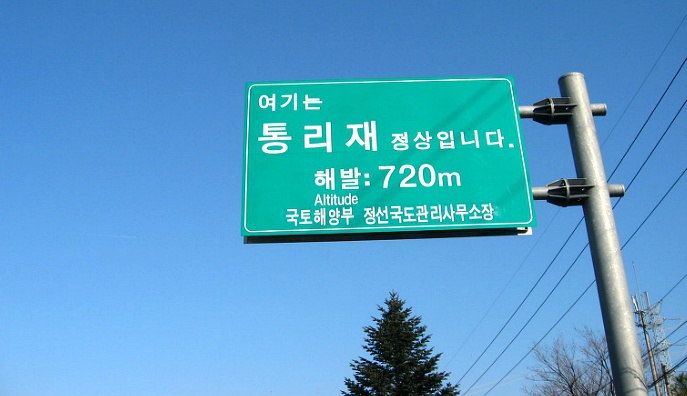 여기는
통리재 정상입니다.
해발: 720m
Altitude
국토해양부 정선국도관리사무소장